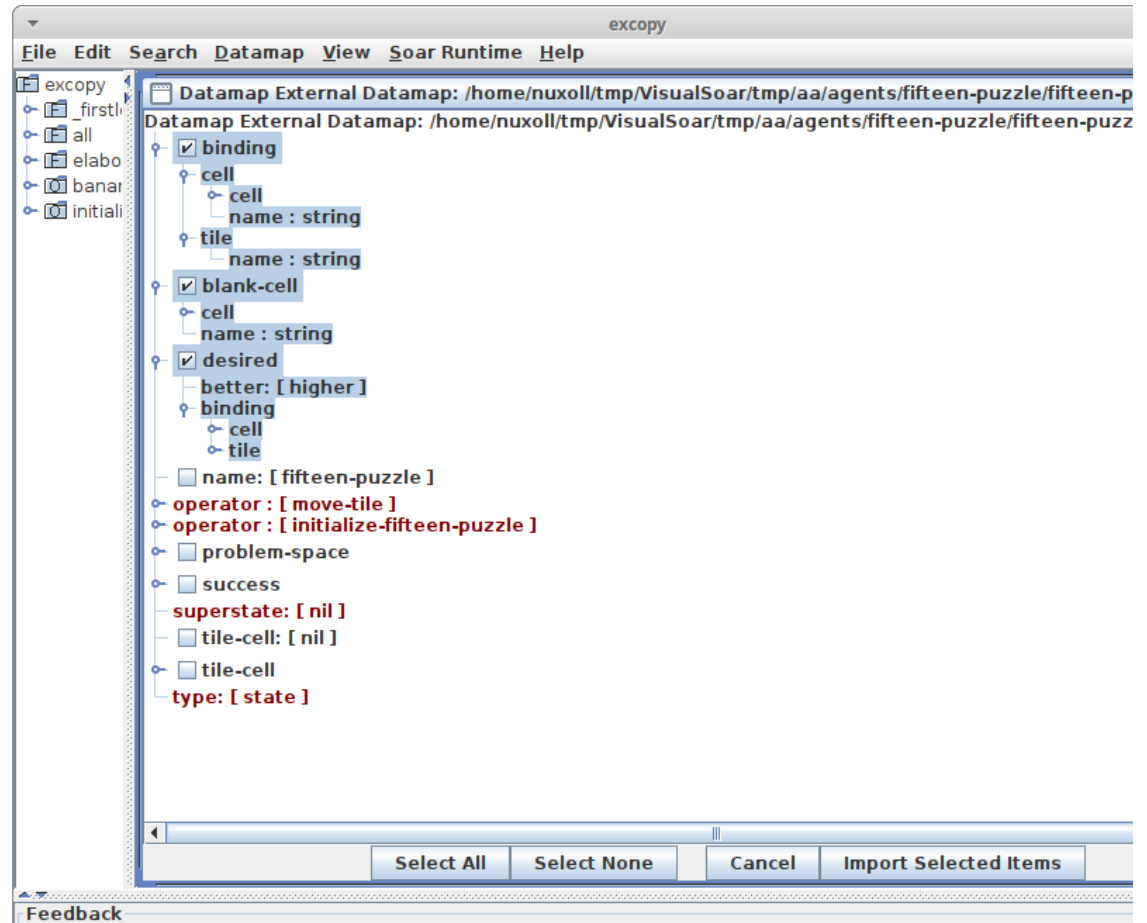 excopy
File Edit Search Datamap View Soar Runtime Help
excopy
_firstl
all
elabo
banar
initiali
Datamap External Datamap: /home/nuxoll/tmp/VisualSoar/tmp/aa/agents/fifteen-puzzle/fifteen-p
Datamap External Datamap: /home/nuxoll/tmp/VisualSoar/tmp/aa/agents/fifteen-puzzle/fifteen-puzz
binding
cell
cell
name : string
tile
name : string
blank-cell
cell
name : string
desired
better: [ higher ]
binding
cell
tile
name: [ fifteen-puzzle ]
operator : [ move-tile ]
operator : [ initialize-fifteen-puzzle ]
problem-space
success
superstate: [ nil ]
tile-cell: [ nil ]
tile-cell
type: [ state ]
Select All Select None Cancel Import Selected Items
Feedback